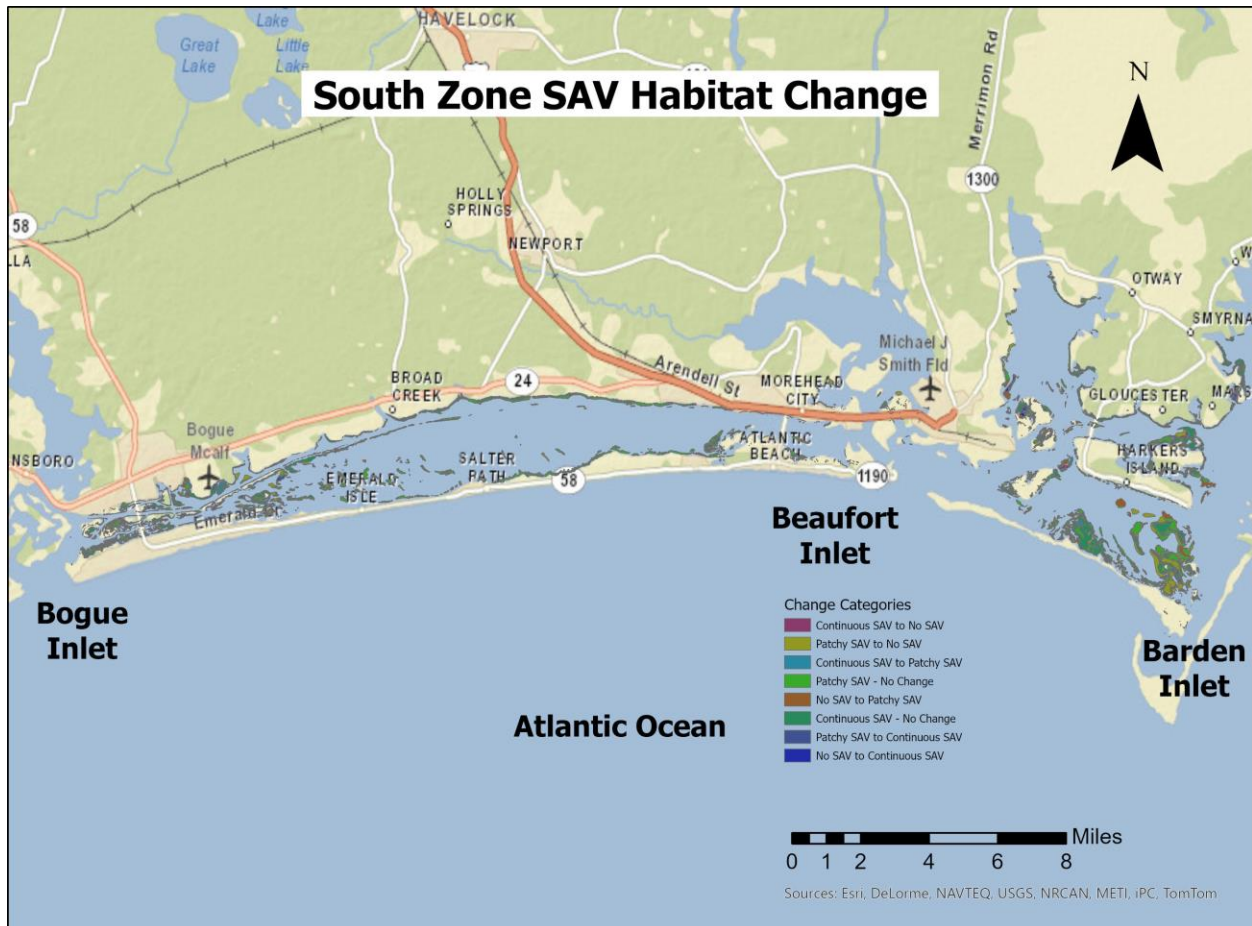 HAVELOCK
Lake
Great
Lake
Little
Lake
South Zone SAV Habitat Change
N
Merrimon Rd
1300
58
HOLLY
SPRINGS
NEWPORT
OTWAY
SMYRNA
Michael J
Smith Fld
Arendell St
BROAD
CREEK
24
MOREHEAD
CITY
GLOUCESTER
MARS
Bogue
Mcalf
NSBORO
ATLANTIC
BEACH
HARKERS
ISLAND
SALTER
PATH
EMERALD
ISLE
58
1190
Emerald Dr
Beaufort
Inlet
Bogue
Inlet
Barden
Inlet
Atlantic Ocean
Change Categories
Continuous SAV to No SAV
Patchy SAV to No SAV
Continuous SAV to Patchy SAV
Patchy SAV - No Change
No SAV to Patchy SAV
Continuous SAV - No Change
Patchy SAV to Continuous SAV
No SAV to Continuous SAV
Miles
0 1 2 4 6 8
Sources: Esri, DeLorme, NAVTEQ, USGS, NRCAN, METI, iPC, TomTom